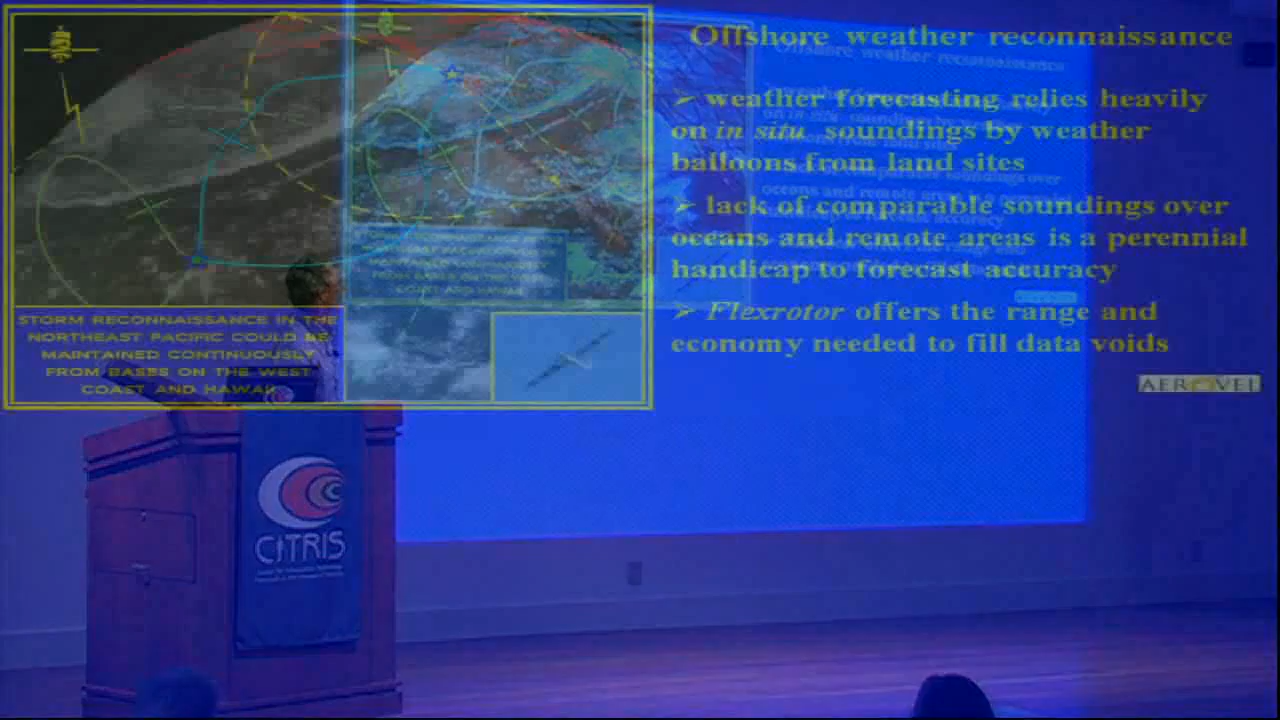 Offshore weather reconnaissance
➢ weather forecasting relies heavily
on in situ soundings by weather
balloons from land sites
➢ lack of comparable soundings over
oceans and remote areas is a perennial
handicap to forecast accuracy
➢ Flexrotor offers the range and
economy needed to fill data voids
STORM RECONNAISSANCE IN THE
NORTHEAST PACIFIC COULD BE
MAINTAINED CONTINUOUSLY
FROM BASES ON THE WEST
COAST AND HAWAII
AEROVEL
Offshore weather reconnaissance
CITRIS